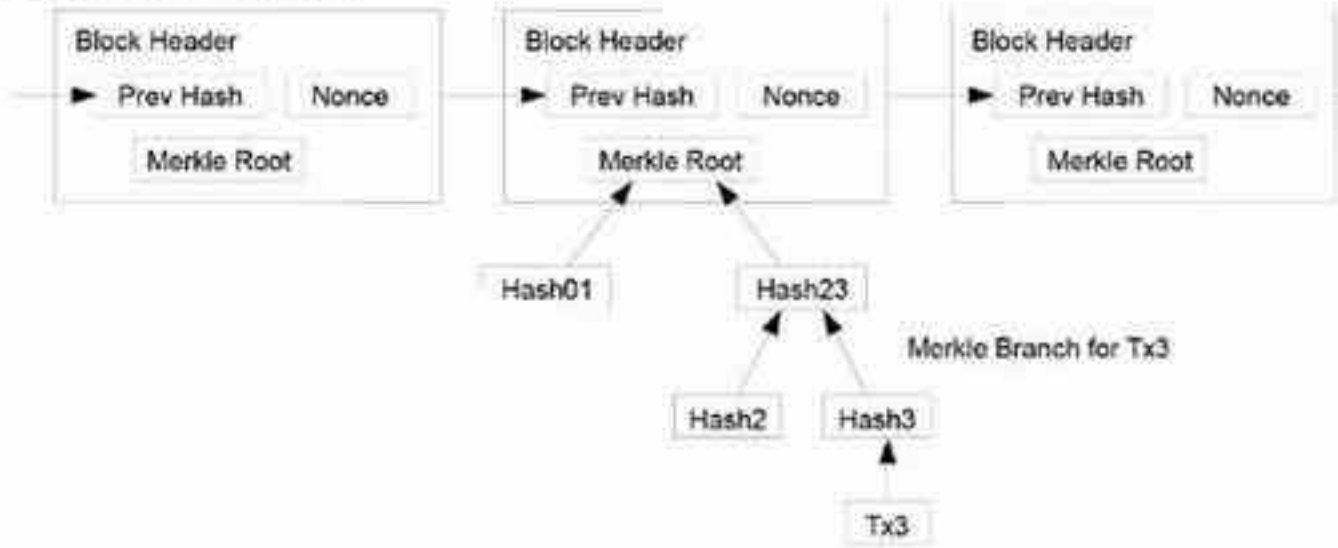 Block Header Block Header Block Header
Prev Hash Nonce Prev Hash Nonce Prev Hash Nonce
Merkle Root Merkle Root Merkle Root
Hash01 Hash23
Merkle Branch for Tx3
Hash2 Hash3
Tx3